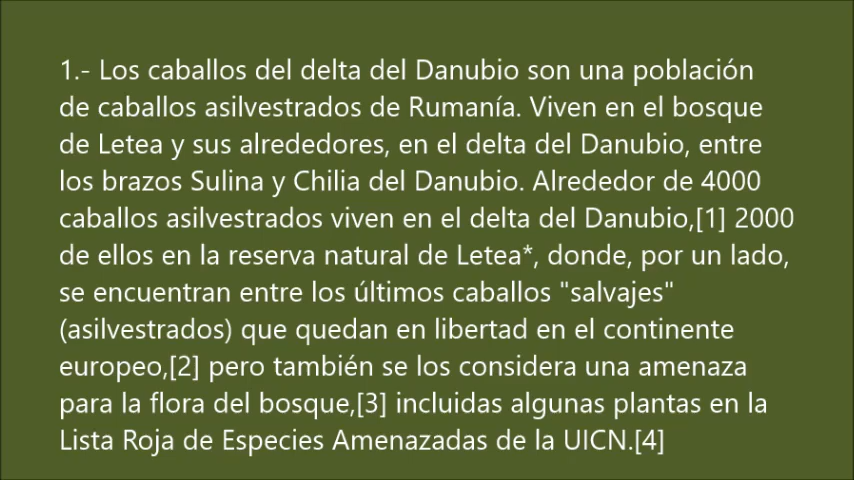 1.- Los caballos del delta del Danubio son una población
de caballos asilvestrados de Rumanía. Viven en el bosque
de Letea y sus alrededores, en el delta del Danubio, entre
los brazos Sulina y Chilia del Danubio. Alrededor de 4000
caballos asilvestrados viven en el delta del Danubio,[1] 2000
de ellos en la reserva natural de Letea*, donde, por un lado,
se encuentran entre los últimos caballos "salvajes"
(asilvestrados) que quedan en libertad en el continente
europeo,[2] pero también se los considera una amenaza
para la flora del bosque,[3] incluidas algunas plantas en la
Lista Roja de Especies Amenazadas de la UICN.[4]